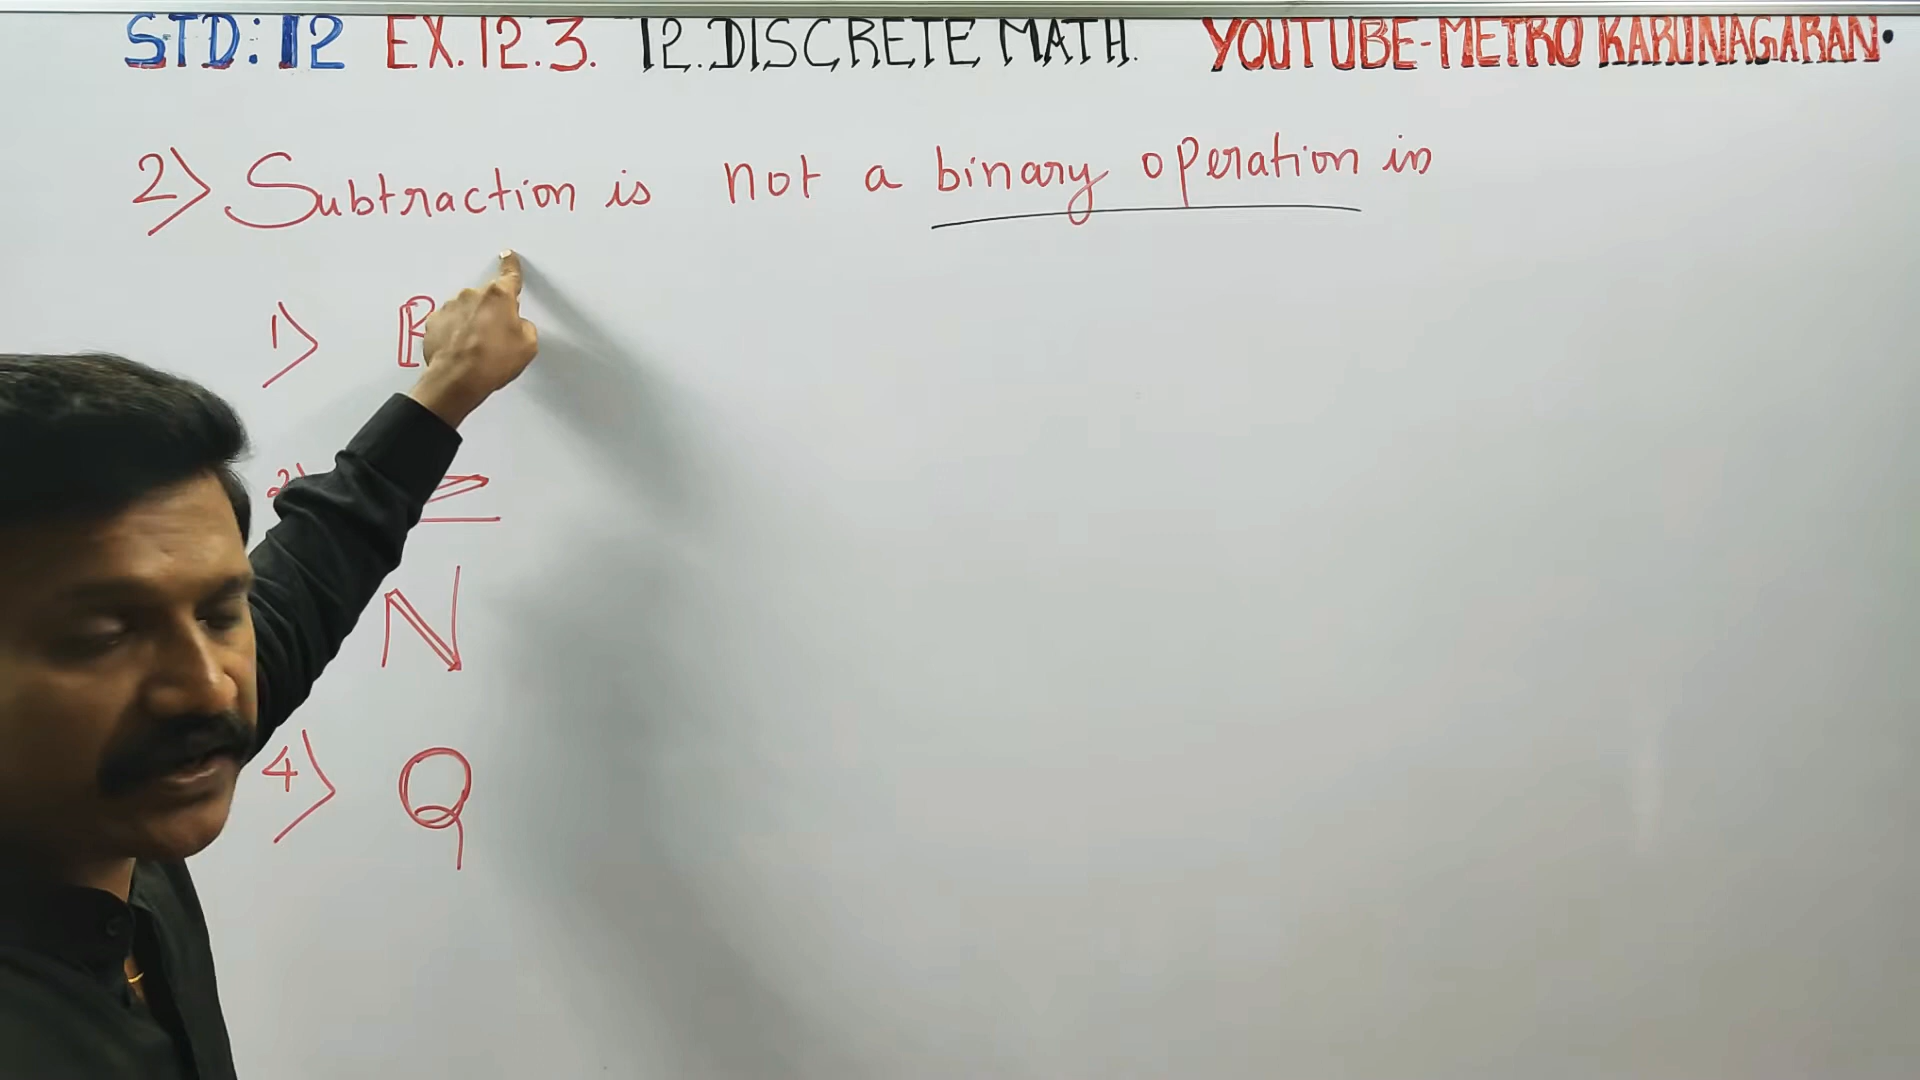 STD: 12 EX.12.3. 12.DISCRETE MATH. YOUTUBE-METRO KARUNAGARAN.
2) Subtraction is not a binary operation in
1) R
2) Z
N
4) Q